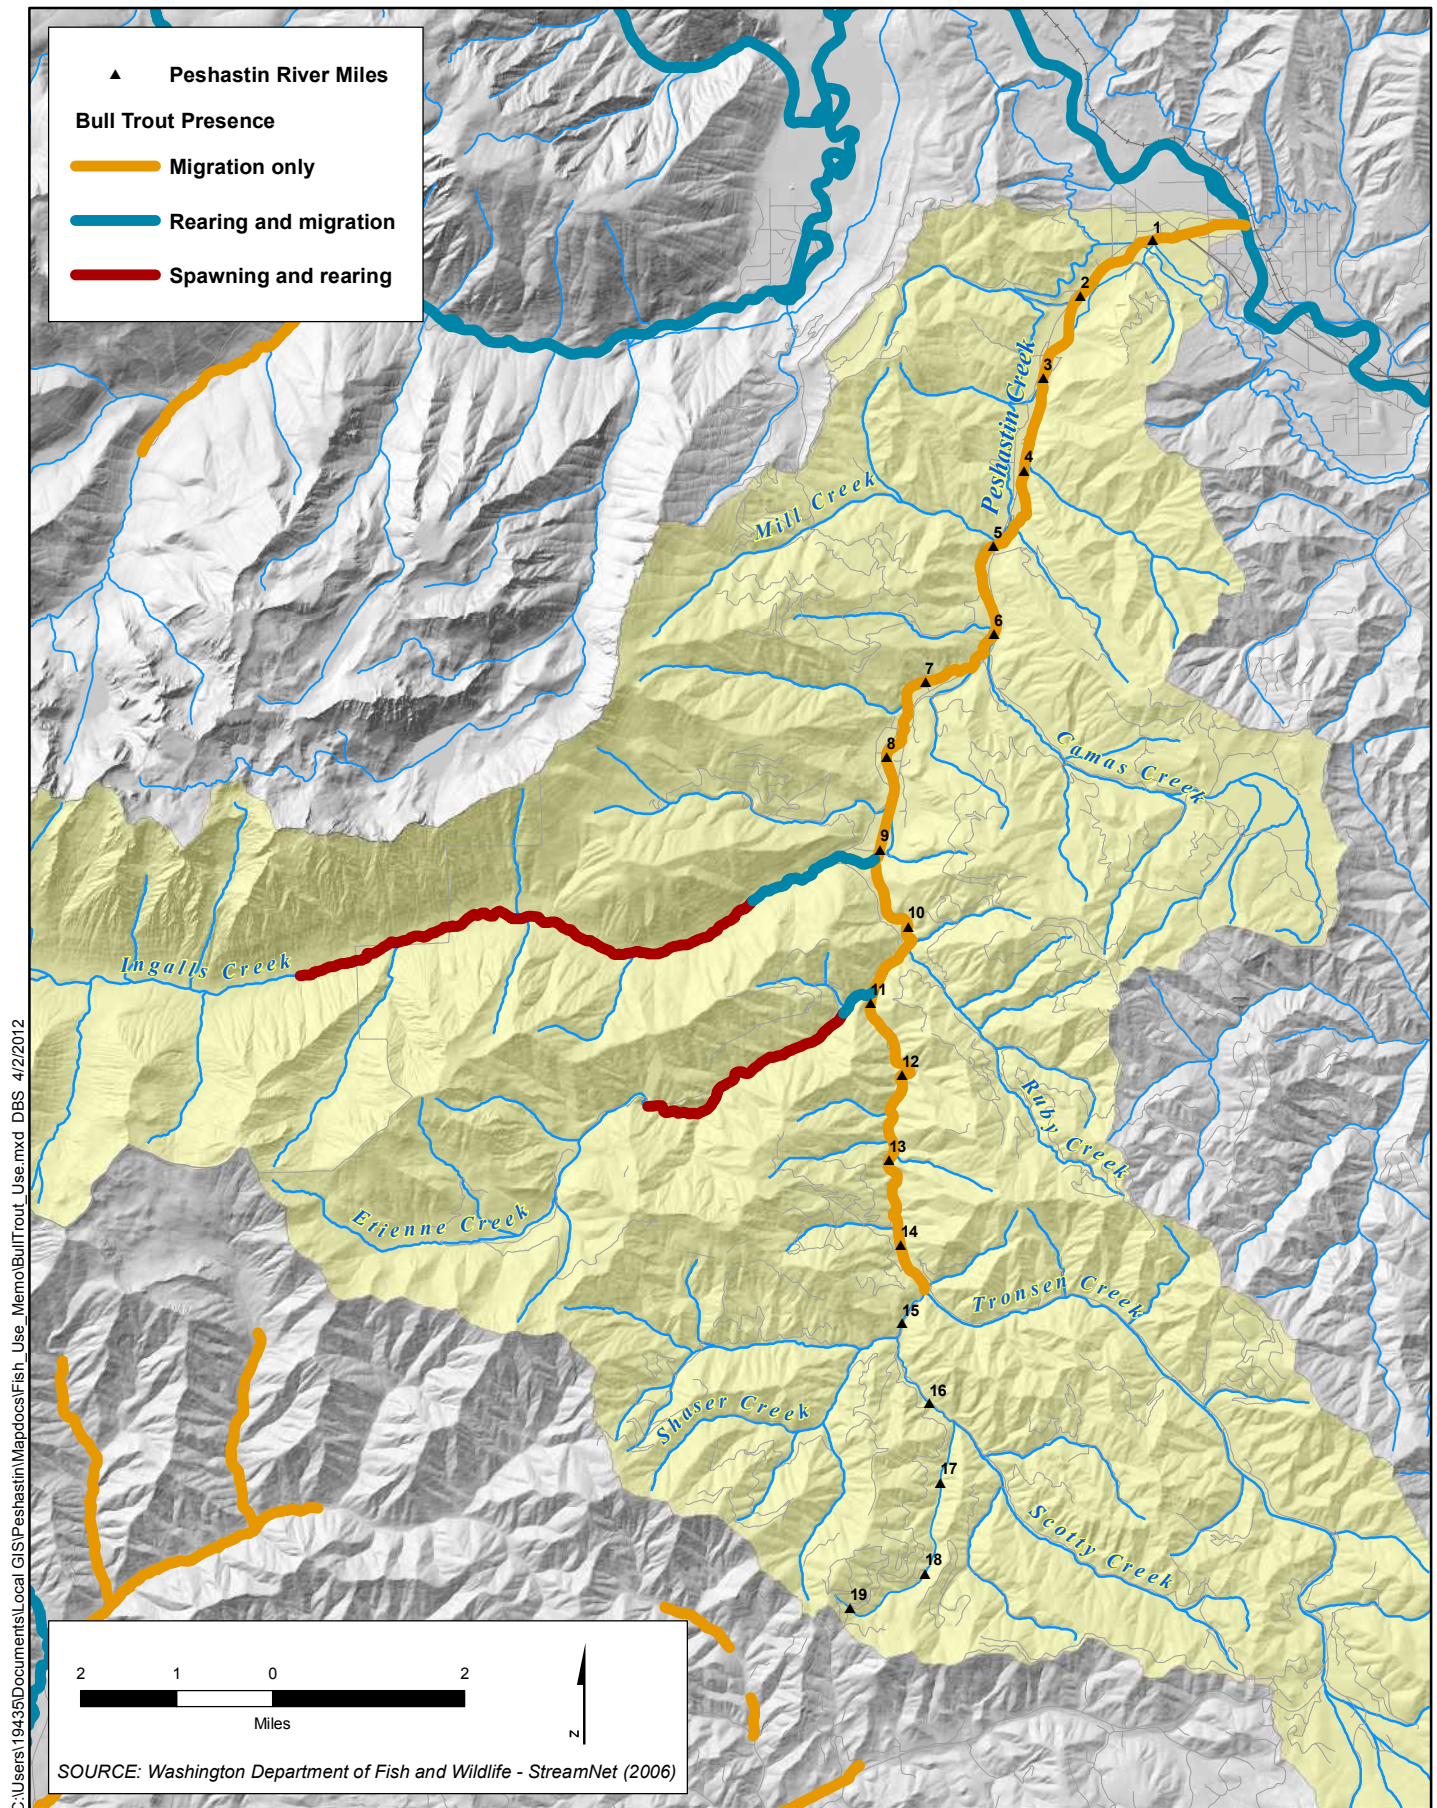 Peshastin River Miles
Bull Trout Presence
Migration only
Rearing and migration
Spawning and rearing
1
2
3
Peshastin Creek
4
Mill Creek
5
6
7
8
Camas Creek
9
10
Ingalls Creek
11
12
Ruby Creek
13
Etienne Creek
14
Tronsen Creek
15
16
Shaser Creek
17
Scotty Creek
18
19
2 1 0 2
Miles
N
SOURCE: Washington Department of Fish and Wildlife - StreamNet (2006)
C:\Users\19435\Documents\Local GIS\Peshastin\Mapdocs\Fish_Use_Memo\BullTrout_Use.mxd DBS 4/2/2012